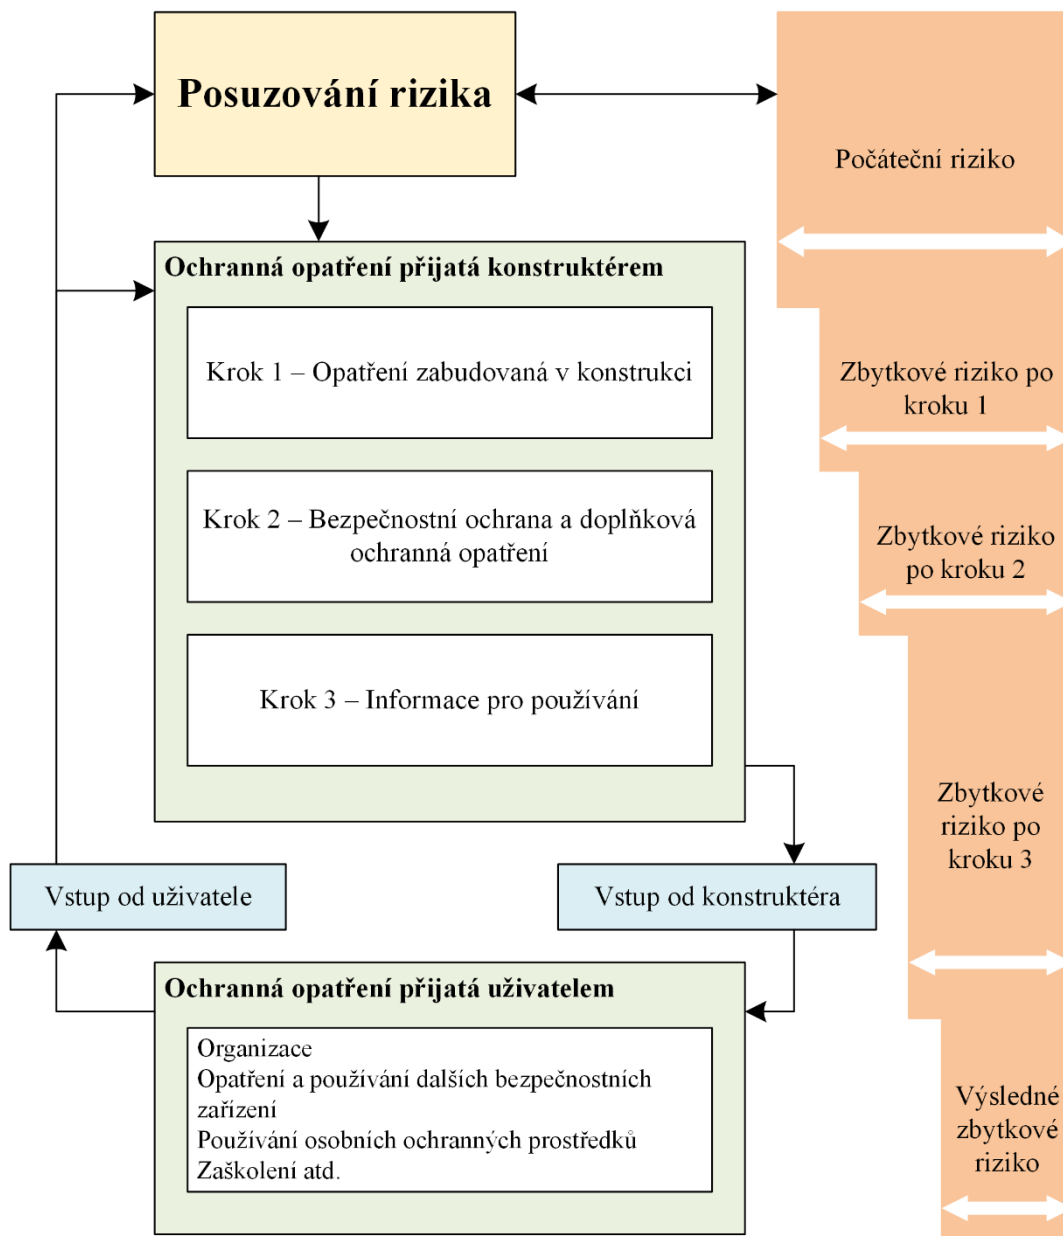 Posuzování rizika
Počáteční riziko
Ochranná opatření přijatá konstruktérem
Krok 1 – Opatření zabudovaná v konstrukci
Zbytkové riziko po
kroku 1
Krok 2 – Bezpečnostní ochrana a doplňková
ochranná opatření
Zbytkové riziko
po kroku 2
Krok 3 – Informace pro používání
Zbytkové
riziko po
kroku 3
Vstup od uživatele
Vstup od konstruktéra
Ochranná opatření přijatá uživatelem
Organizace
Opatření a používání dalších bezpečnostních
zařízení
Používání osobních ochranných prostředků
Zaškolení atd.
Výsledné
zbytkové
riziko